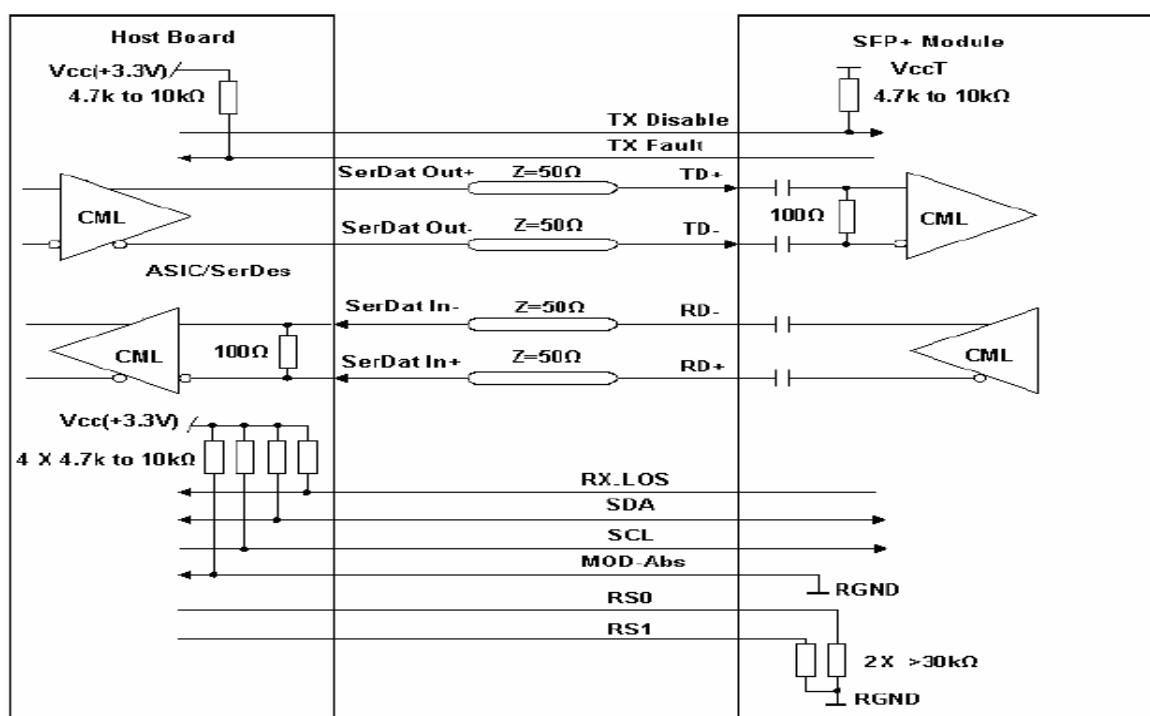 Host Board
SFP+ Module
Vcc(+3.3V)
4.7k to 10kΩ
VccT
4.7k to 10kΩ
TX Disable
TX Fault
SerDat Out+
Z=50Ω
TD+
CML
100Ω
CML
SerDat Out-
Z=50Ω
TD-
ASIC/SerDes
SerDat In-
Z=50Ω
RD-
CML
100Ω
CML
SerDat In+
Z=50Ω
RD+
Vcc(+3.3V)
4 X 4.7k to 10kΩ
RX-LOS
SDA
SCL
MOD-Abs
RGND
RS0
RS1
2X >30kΩ
RGND